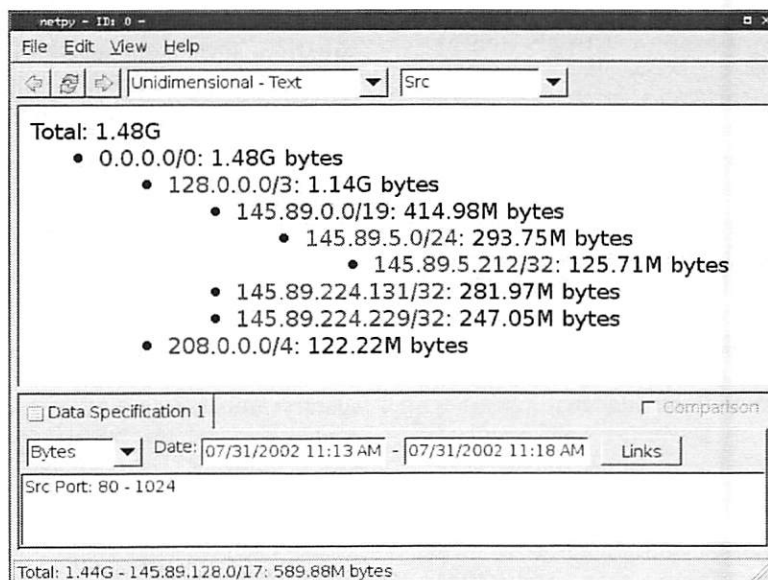 netpy - ID: 0 -
File Edit View Help
Unidimensional - Text Src
Total: 1.48G
• 0.0.0.0/0: 1.48G bytes
• 128.0.0.0/3: 1.14G bytes
• 145.89.0.0/19: 414.98M bytes
• 145.89.5.0/24: 293.75M bytes
• 145.89.5.212/32: 125.71M bytes
• 145.89.224.131/32: 281.97M bytes
• 145.89.224.229/32: 247.05M bytes
• 208.0.0.0/4: 122.22M bytes
Data Specification 1 Comparison
Bytes Date: 07/31/2002 11:13 AM - 07/31/2002 11:18 AM Links
Src Port: 80 - 1024
Total: 1.44G - 145.89.128.0/17: 589.88M bytes